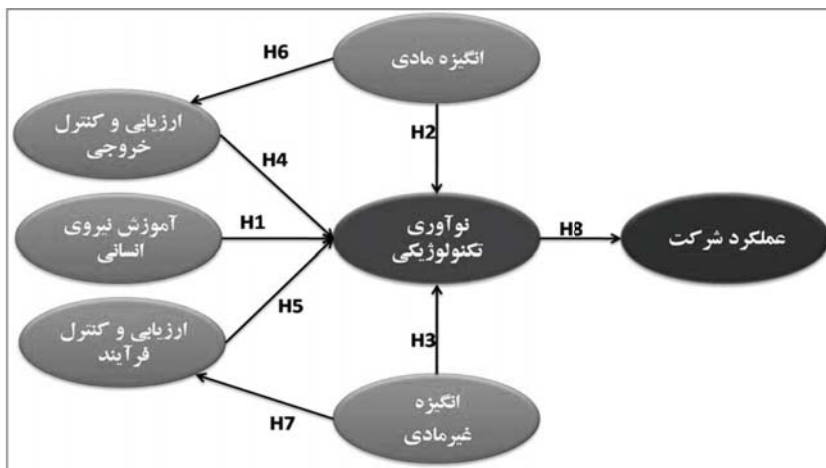 انگیزه مادی
H6
ارزیابی و کنترل
خروجی
H2
H4
آموزش نیروی
انسانی
H1
نوآوری
تکنولوژیکی
H8
عملکرد شرکت
H5
ارزیابی و کنترل
فرآیند
H3
انگیزه
غیرمادی
H7